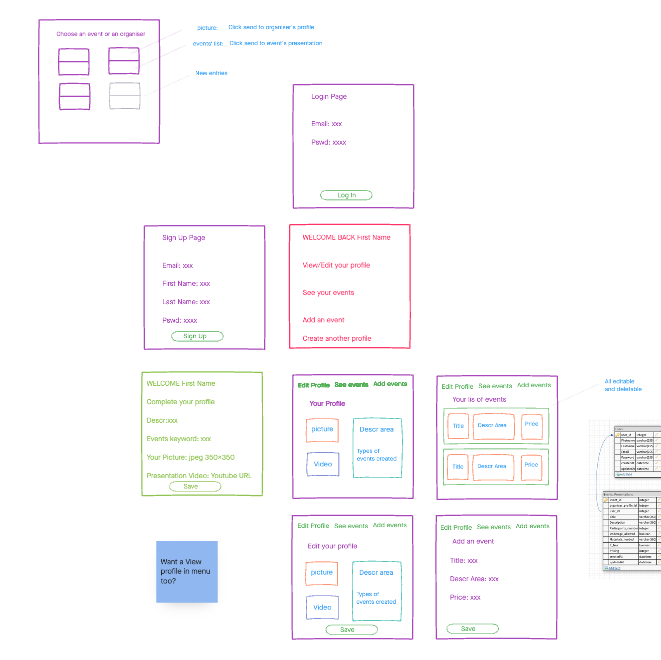 Choose an event or an organiser
picture: Click send to organiser's profile
events' list: Click send to event's presentation
New entries
Login Page
Email: xxx
Pswd: xxxx
Log In
Sign Up Page
Email: xxx
First Name: xxx
Last Name: xxx
Pswd: xxxx
Sign Up
WELCOME BACK First Name
View/Edit your profile
See your events
Add an event
Create another profile
WELCOME First Name
Complete your profile
Descr:xxx
Events keyword: xxx
Your Picture: jpeg 350x350
Presentation Video: Youtube URL
Save
Edit Profile See events Add events
Your Profile
picture
Descr area
Video
Types of
events created
Edit Profile See events Add events
Your lis of events
Title
Descr Area
Price
Title
Descr Area
Price
All editable
and deletable
Want a View
profile in menu
too?
Edit Profile See events Add events
Edit your profile
picture
Descr area
Video
Types of
events created
Save
Edit Profile See events Add events
Add an event
Title: xxx
Descr Area: xxx
Price: xxx
Save